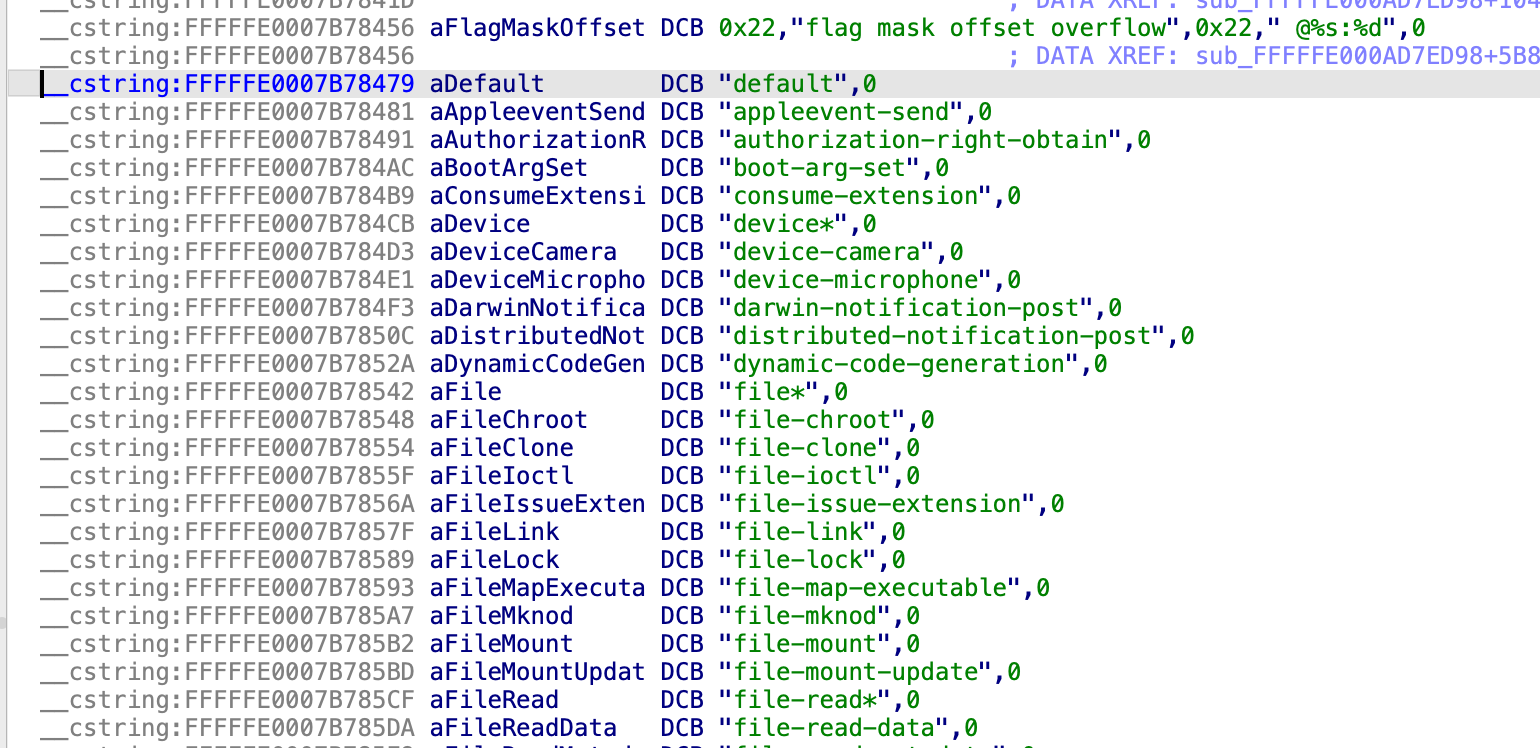 ; DATA XREF: sub_FFFFFE000AD7ED98+104
__cstring:FFFFFE0007B78456 aFlagMaskOffset DCB 0x22,"flag mask offset overflow",0x22," @%s:%d",0
__cstring:FFFFFE0007B78456 ; DATA XREF: sub_FFFFFE000AD7ED98+5B8
__cstring:FFFFFE0007B78479 aDefault DCB "default",0
__cstring:FFFFFE0007B78481 aAppleeventSend DCB "appleevent-send",0
__cstring:FFFFFE0007B78491 aAuthorizationR DCB "authorization-right-obtain",0
__cstring:FFFFFE0007B784AC aBootArgSet DCB "boot-arg-set",0
__cstring:FFFFFE0007B784B9 aConsumeExtensi DCB "consume-extension",0
__cstring:FFFFFE0007B784CB aDevice DCB "device*",0
__cstring:FFFFFE0007B784D3 aDeviceCamera DCB "device-camera",0
__cstring:FFFFFE0007B784E1 aDeviceMicropho DCB "device-microphone",0
__cstring:FFFFFE0007B784F3 aDarwinNotifica DCB "darwin-notification-post",0
__cstring:FFFFFE0007B7850C aDistributedNot DCB "distributed-notification-post",0
__cstring:FFFFFE0007B7852A aDynamicCodeGen DCB "dynamic-code-generation",0
__cstring:FFFFFE0007B78542 aFile DCB "file*",0
__cstring:FFFFFE0007B78548 aFileChroot DCB "file-chroot",0
__cstring:FFFFFE0007B78554 aFileClone DCB "file-clone",0
__cstring:FFFFFE0007B7855F aFileIoctl DCB "file-ioctl",0
__cstring:FFFFFE0007B7856A aFileIssueExten DCB "file-issue-extension",0
__cstring:FFFFFE0007B7857F aFileLink DCB "file-link",0
__cstring:FFFFFE0007B78589 aFileLock DCB "file-lock",0
__cstring:FFFFFE0007B78593 aFileMapExecuta DCB "file-map-executable",0
__cstring:FFFFFE0007B785A7 aFileMknod DCB "file-mknod",0
__cstring:FFFFFE0007B785B2 aFileMount DCB "file-mount",0
__cstring:FFFFFE0007B785BD aFileMountUpdat DCB "file-mount-update",0
__cstring:FFFFFE0007B785CF aFileRead DCB "file-read*",0
__cstring:FFFFFE0007B785DA aFileReadData DCB "file-read-data",0